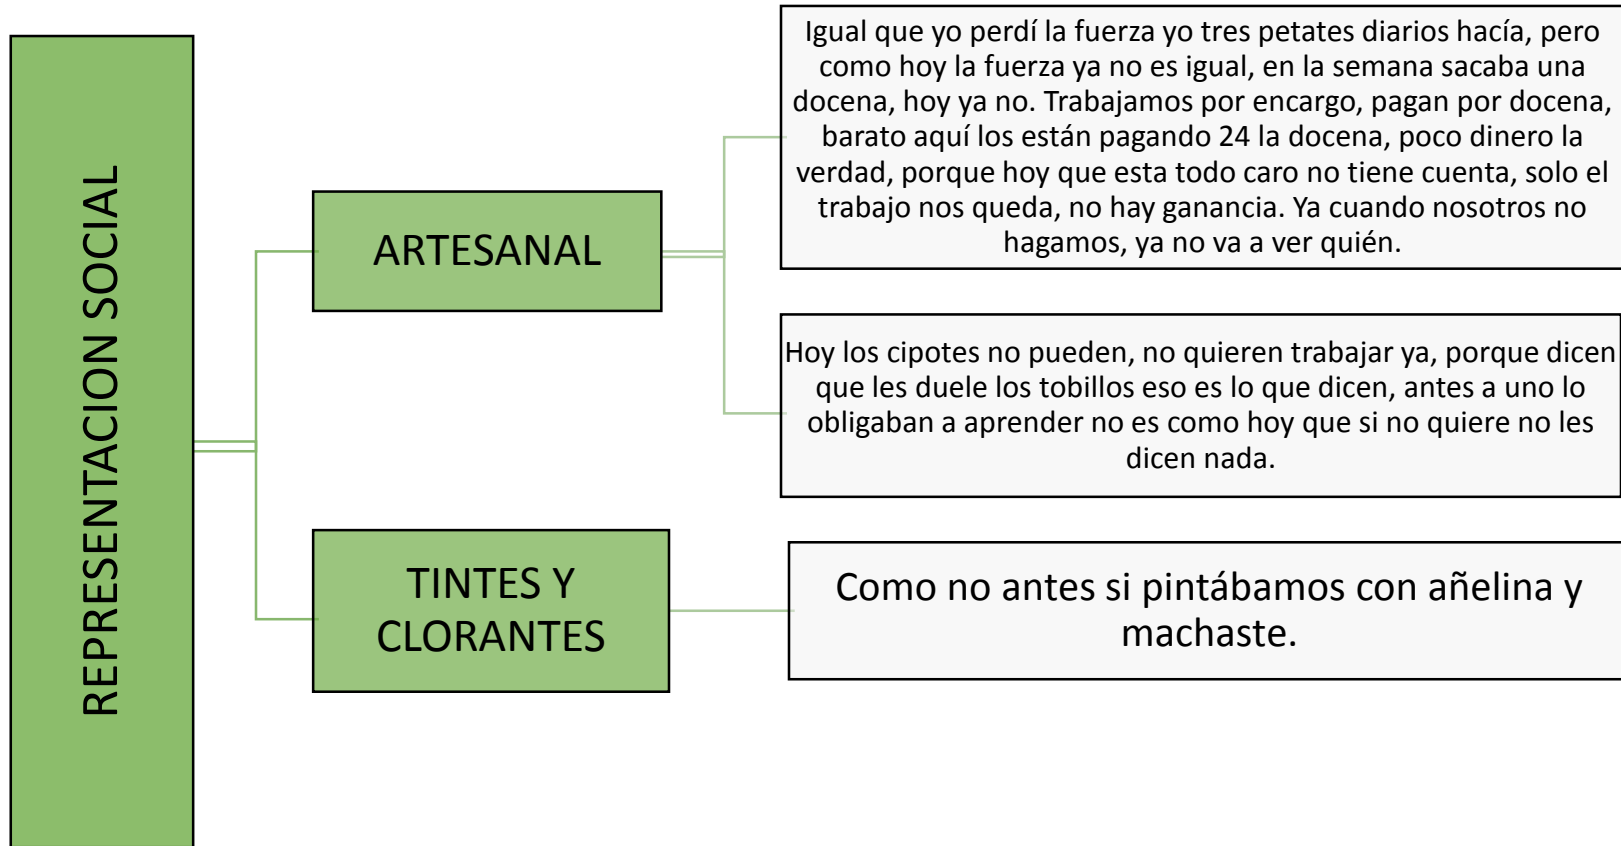 REPRESENTACION SOCIAL
ARTESANAL
Igual que yo perdí la fuerza yo tres petates diarios hacía, pero
como hoy la fuerza ya no es igual, en la semana sacaba una
docena, hoy ya no. Trabajamos por encargo, pagan por docena,
barato aquí los están pagando 24 la docena, poco dinero la
verdad, porque hoy que esta todo caro no tiene cuenta, solo el
trabajo nos queda, no hay ganancia. Ya cuando nosotros no
hagamos, ya no va a ver quién.
Hoy los cipotes no pueden, no quieren trabajar ya, porque dicen
que les duele los tobillos eso es lo que dicen, antes a uno lo
obligaban a aprender no es como hoy que si no quiere no les
dicen nada.
TINTES Y
CLORANTES
Como no antes si pintábamos con añelina y
machaste.